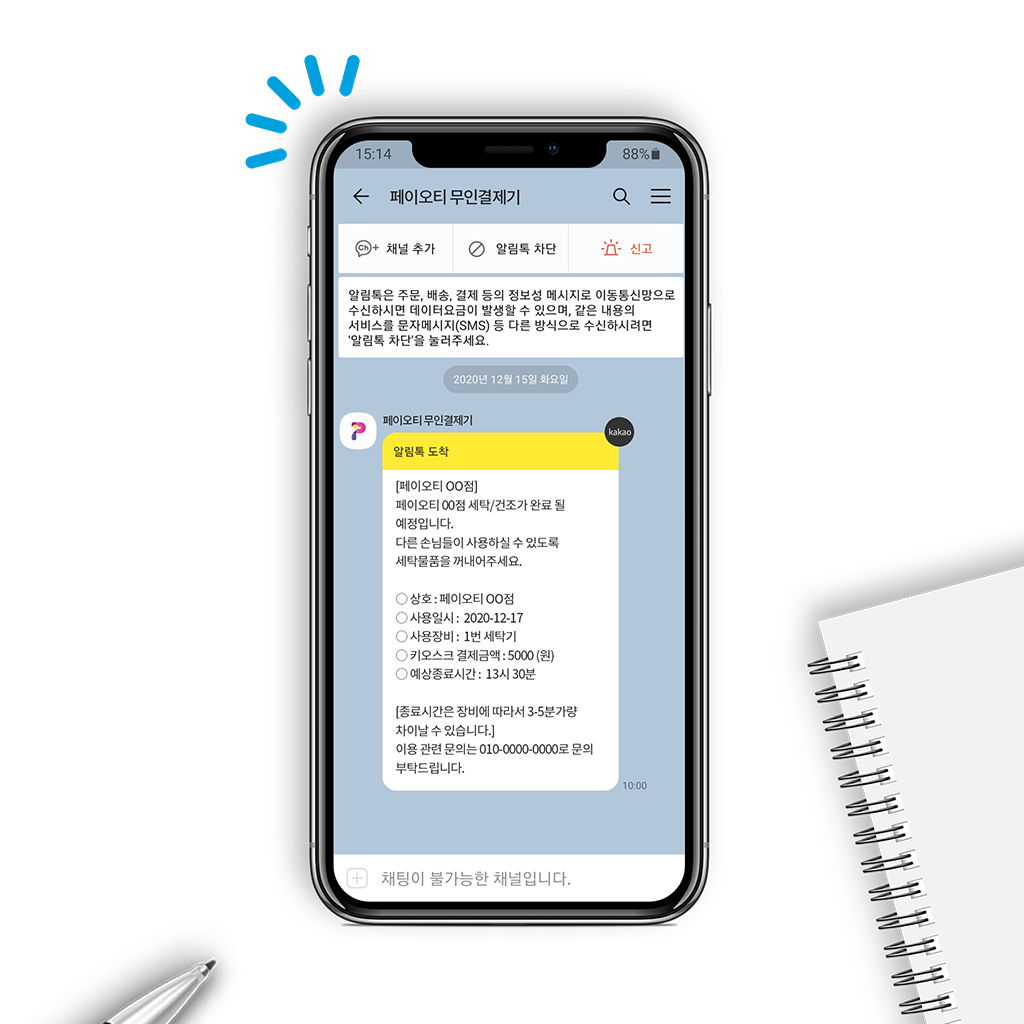 15:14
88%
페이오티 무인결제기
Ch+ 채널 추가
알림톡 차단
신고
알림톡은 주문, 배송, 결제 등의 정보성 메시지로 이동통신망으로
수신하시면 데이터요금이 발생할 수 있으며, 같은 내용의
서비스를 문자메시지(SMS) 등 다른 방식으로 수신하시려면
'알림톡 차단'을 눌러주세요.
2020년 12월 15일 화요일
페이오티 무인결제기
kakao
알림톡 도착
[페이오티 OO점]
페이오티 00점 세탁/건조가 완료 될
예정입니다.
다른 손님들이 사용하실 수 있도록
세탁물품을 꺼내어주세요.
○ 상호 : 페이오티 OO점
○ 사용일시 : 2020-12-17
○ 사용장비 : 1번 세탁기
○ 키오스크 결제금액 : 5000 (원)
○ 예상종료시간 : 13시 30분
[종료시간은 장비에 따라서 3-5분가량
차이날 수 있습니다.]
이용 관련 문의는 010-0000-0000로 문의
부탁드립니다.
10:00
채팅이 불가능한 채널입니다.